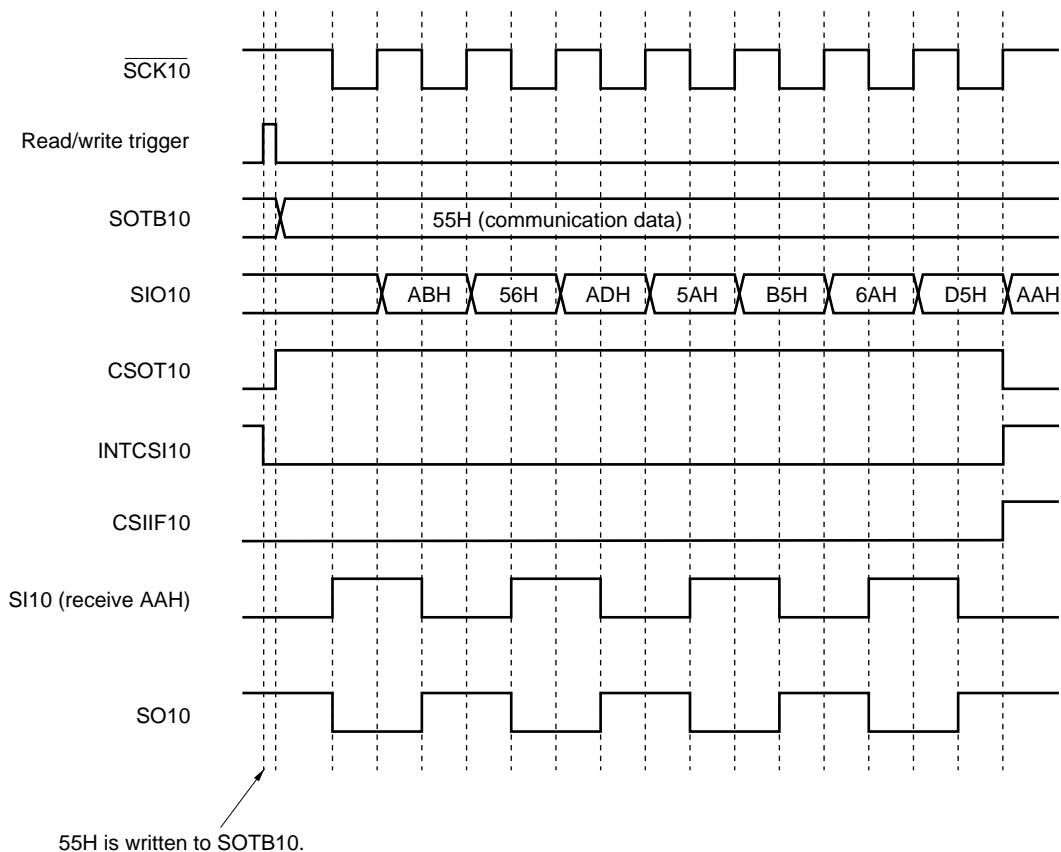 SCK10
Read/write trigger
SOTB10
55H (communication data)
SIO10
ABH 56H ADH 5AH B5H 6AH D5H AAH
CSOT10
INTCSI10
CSIIF10
SI10 (receive AAH)
SO10
55H is written to SOTB10.